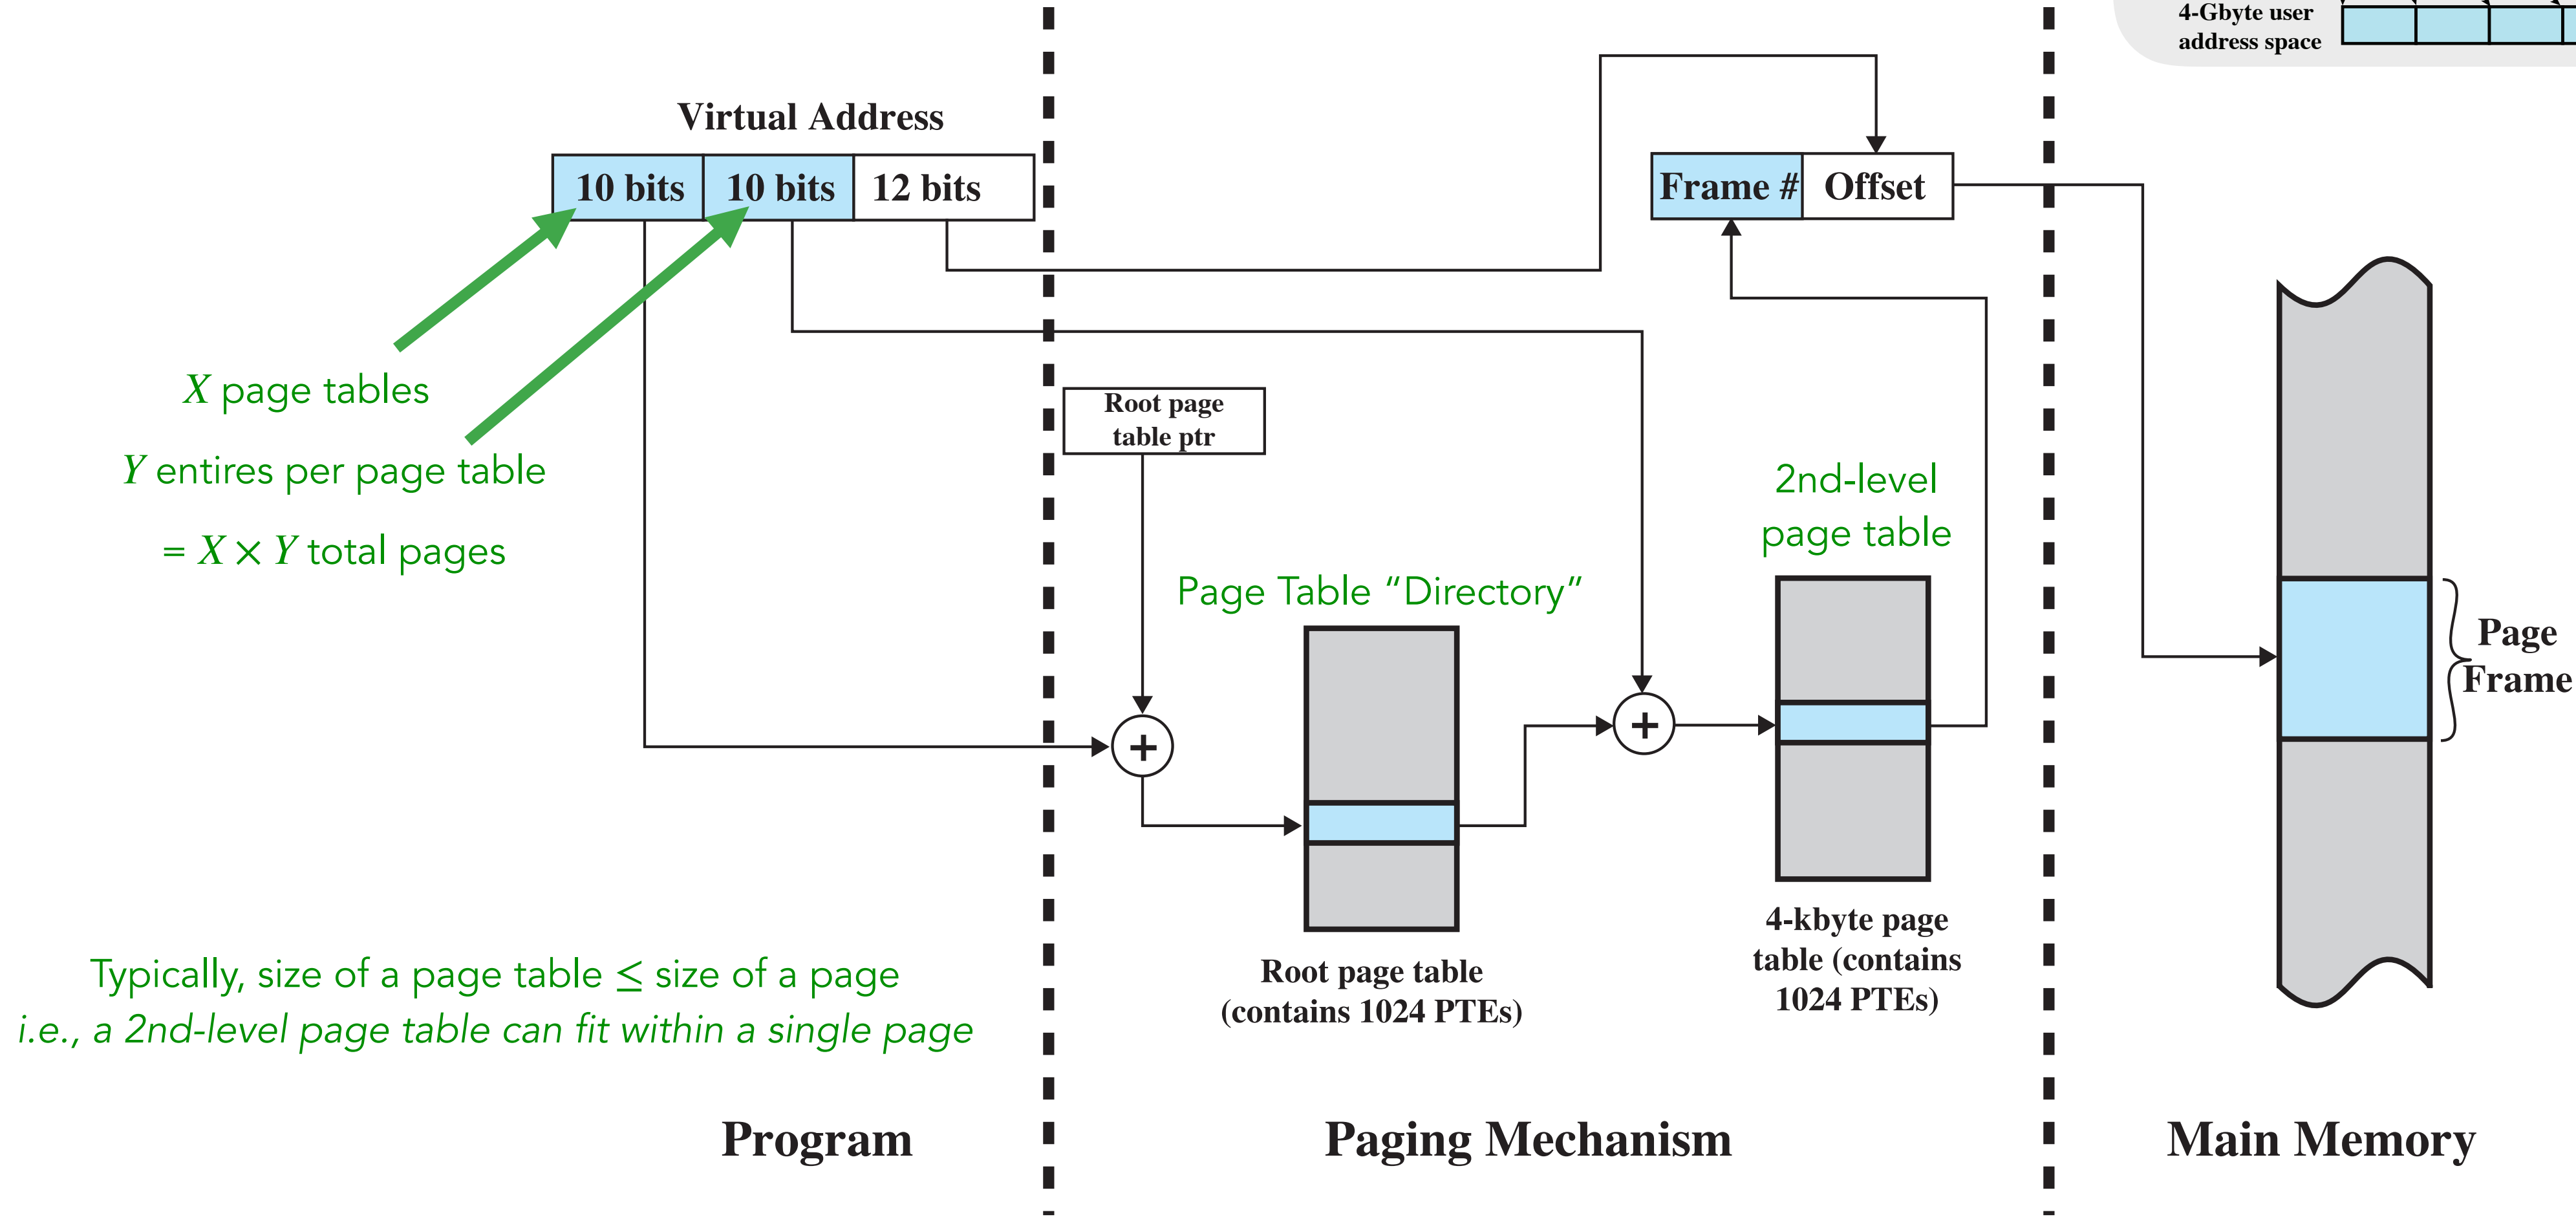 4-Gbyte user
address space
Virtual Address
10 bits 10 bits 12 bits
Frame # Offset
X page tables
Y entires per page table
= X × Y total pages
Root page
table ptr
2nd-level
page table
Page Table “Directory”
+
+
Page
Frame
4-kbyte page
table (contains
1024 PTEs)
Root page table
(contains 1024 PTEs)
Typically, size of a page table ≤ size of a page
i.e., a 2nd-level page table can fit within a single page
Program
Paging Mechanism
Main Memory